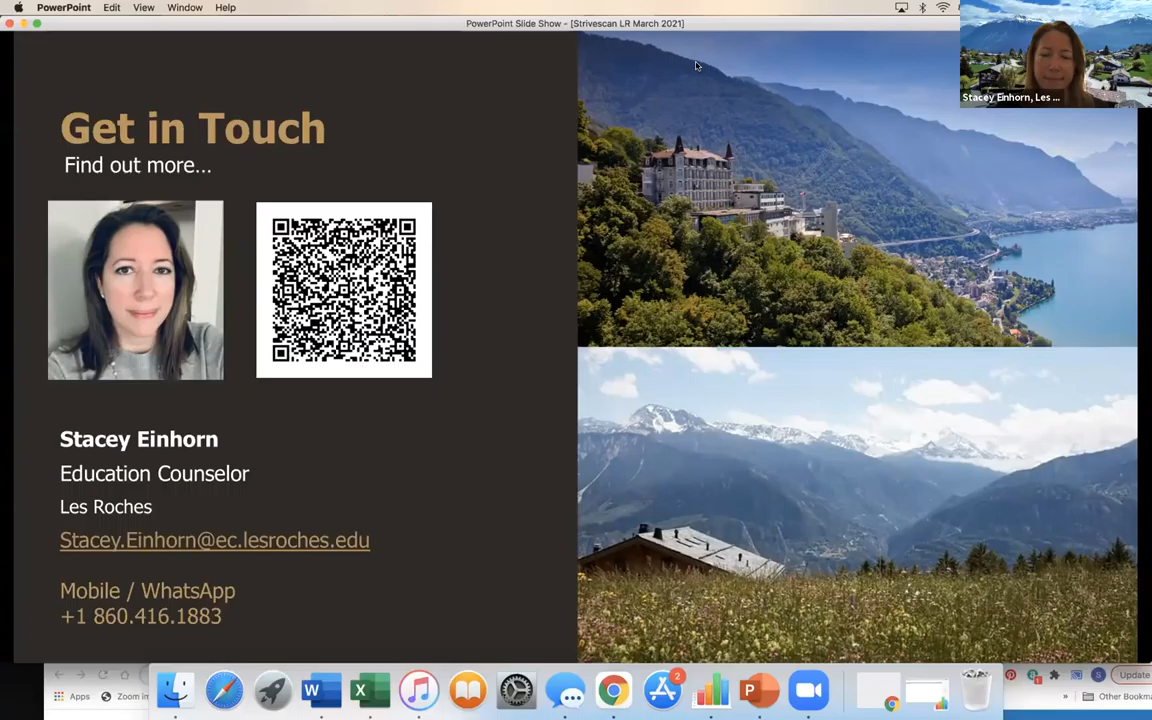 PowerPoint Edit View Window Help
PowerPoint Slide Show - [Strivescan LR March 2021]
Stacey Einhorn, Les ...
Get in Touch
Find out more...
Stacey Einhorn
Education Counselor
Les Roches
Stacey.Einhorn@ec.lesroches.edu
Mobile / WhatsApp
+1 860.416.1883
Update
Apps Zoom in
Other Bookma
2